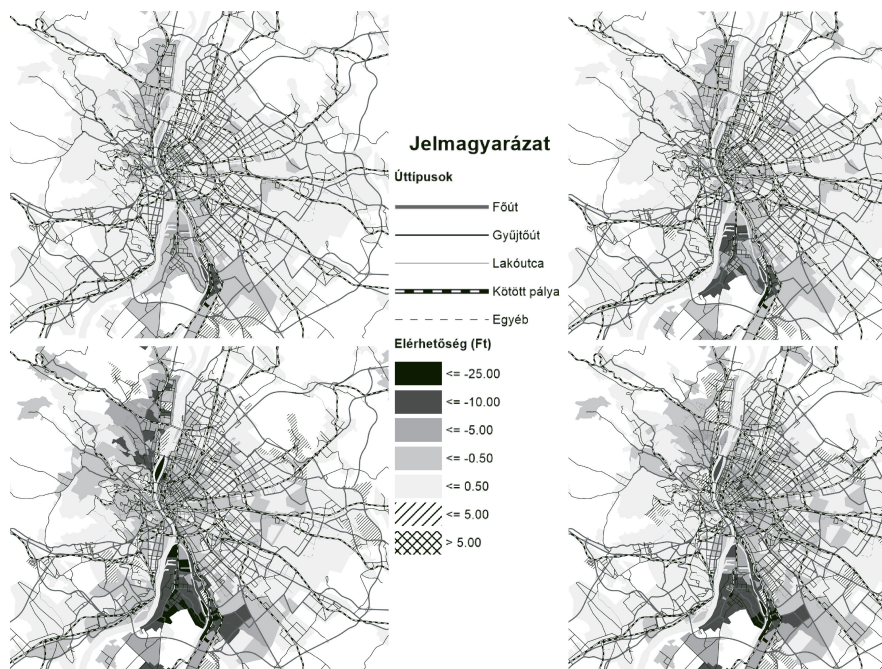 Jelmagyarázat
Úttípusok
Főút
Gyűjtőút
Lakóutca
Kötött pálya
Egyéb
Elérhetőség (Ft)
<= -25.00
<= -10.00
<= -5.00
<= -0.50
<= 0.50
<= 5.00
> 5.00